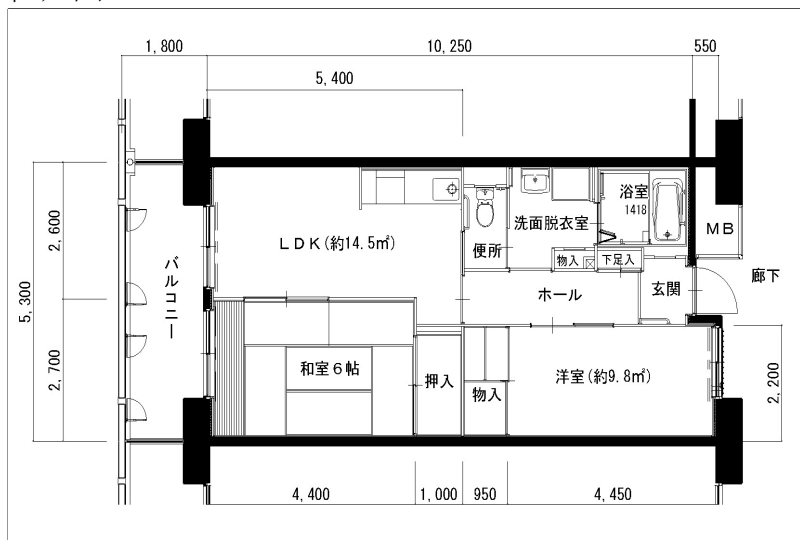 1,800
10,250
550
5,400
浴室
1418
洗面脱衣室
MB
LDK(約14.5㎡)
便所
物入
下足入
2,600
バルコニー
廊下
ホール
玄関
5,300
和室6帖
洋室(約9.8㎡)
2,700
押入
物入
2,200
4,400
1,000
950
4,450